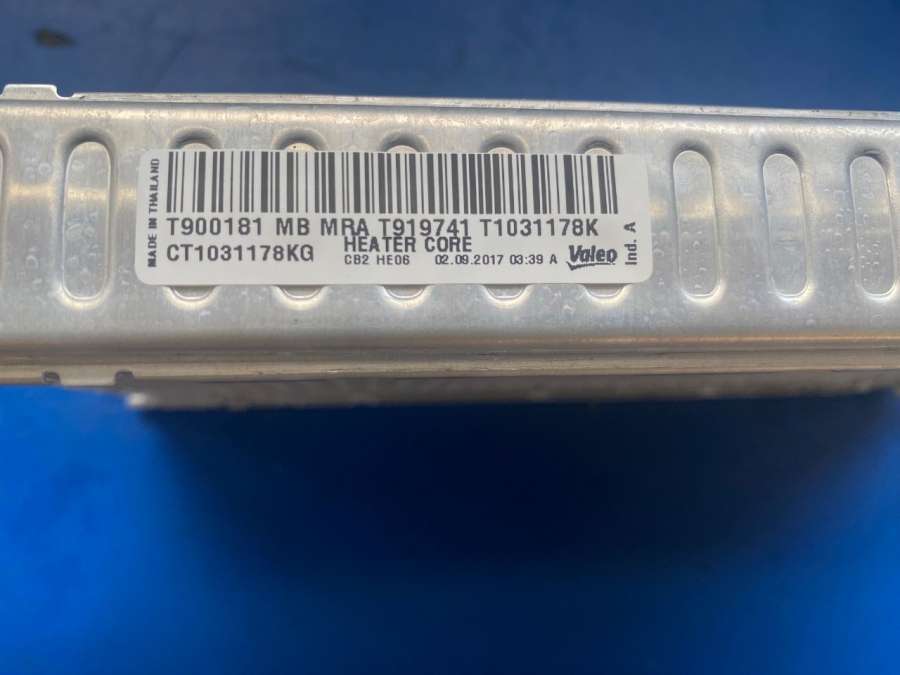 MADE IN THAILAND
T900181 MB MRA T919741 T1031178K
HEATER CORE
CT1031178KG
CB2 HE06 02.09.2017 03:39 A
Valeo
Ind. A